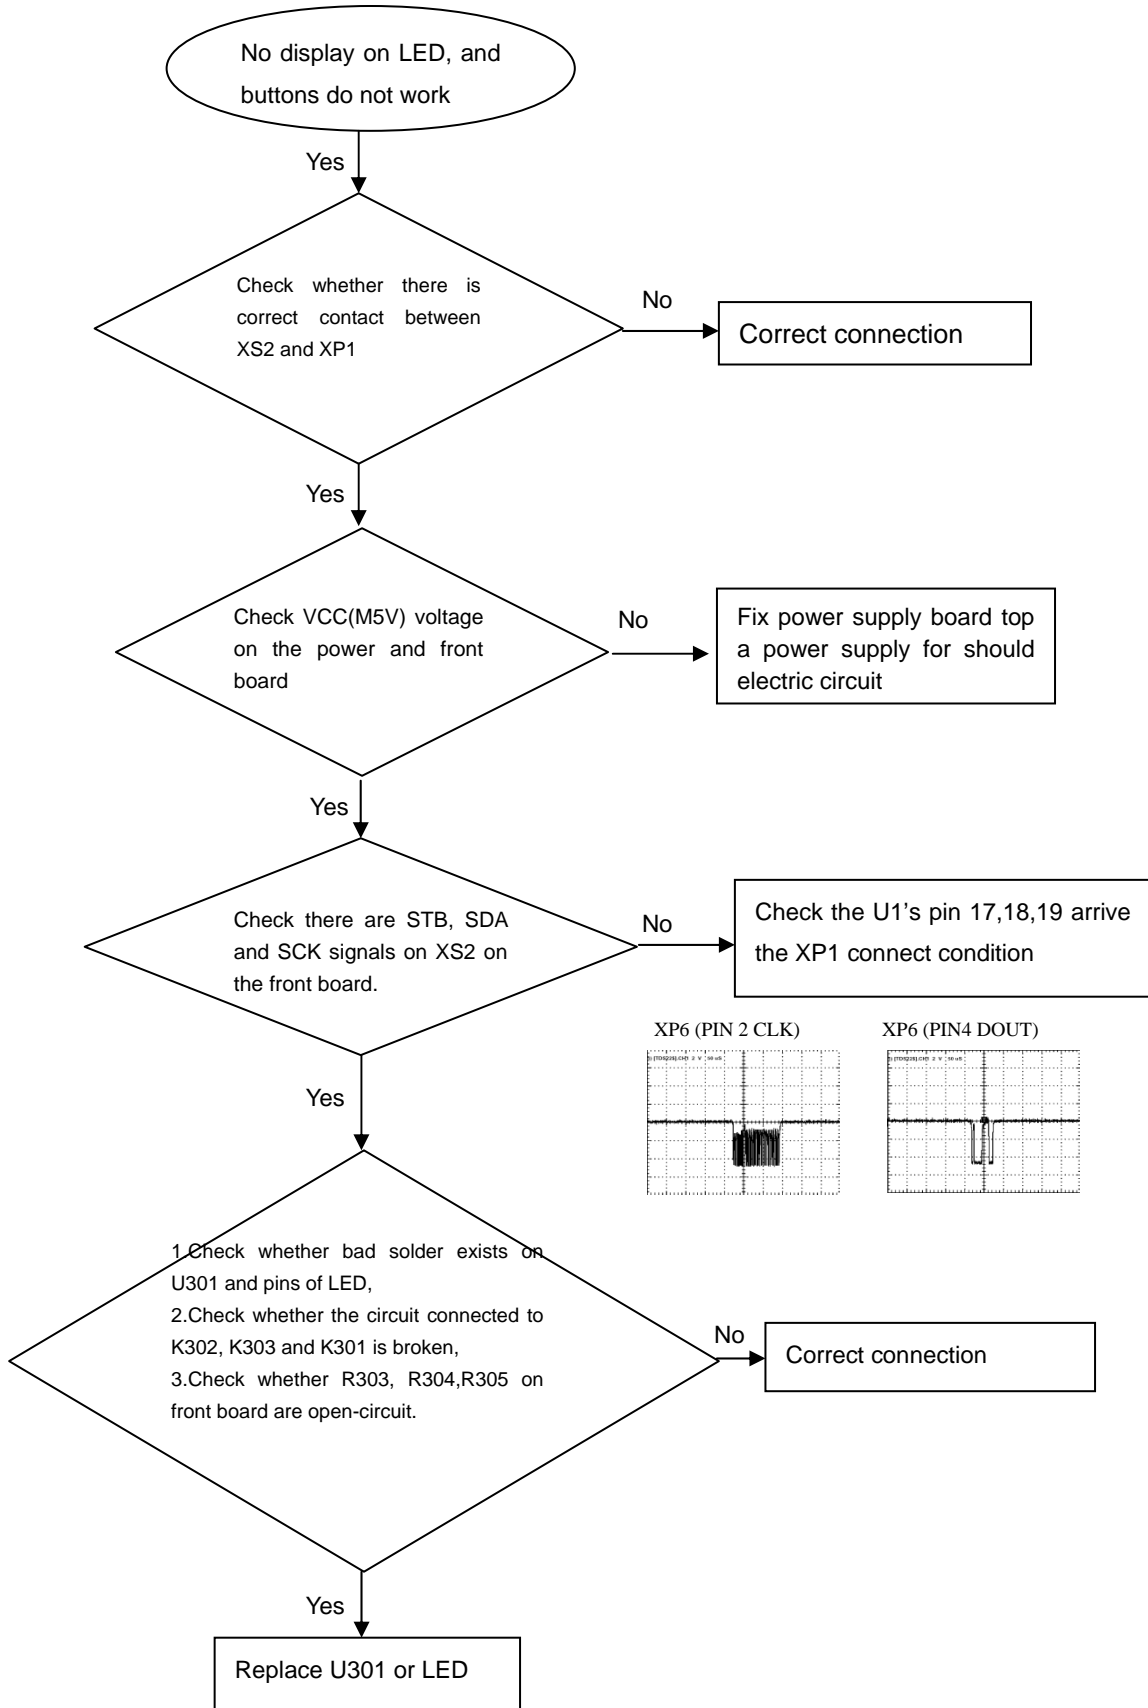 No display on LED, and
buttons do not work
Yes
Check whether there is
correct contact between
XS2 and XP1
No
Correct connection
Yes
Check VCC(M5V) voltage
on the power and front
board
No
Fix power supply board top
a power supply for should
electric circuit
Yes
Check there are STB, SDA
and SCK signals on XS2 on
the front board.
No
Check the U1’s pin 17,18,19 arrive
the XP1 connect condition
XP6 (PIN 2 CLK)
XP6 (PIN4 DOUT)
Yes
1.Check whether bad solder exists on
U301 and pins of LED,
2.Check whether the circuit connected to
K302, K303 and K301 is broken,
3.Check whether R303, R304,R305 on
front board are open-circuit.
No
Correct connection
Yes
Replace U301 or LED